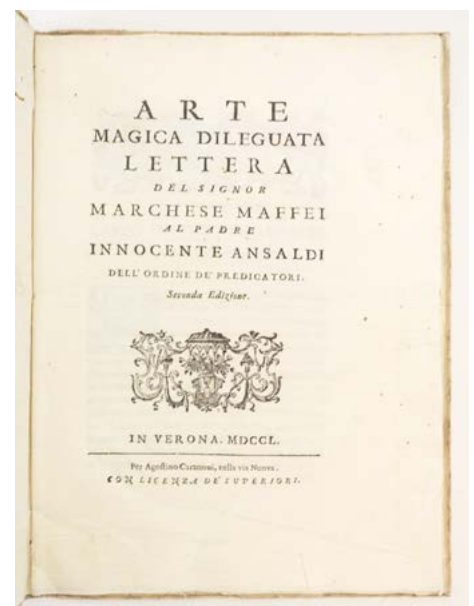 ARTE
MAGICA DILEGUATA
LETTERA
DEL SIGNOR
MARCHESE MAFFEI
AL PADRE
INNOCENTE ANSALDI
DELL' ORDINE DE' PREDICATORI.
Seconda Edizione.
IN VERONA. MDCCL.
Per Agostino Carattoni, nella via Nuova.
CON LICENZA DE' SUPERIORI.